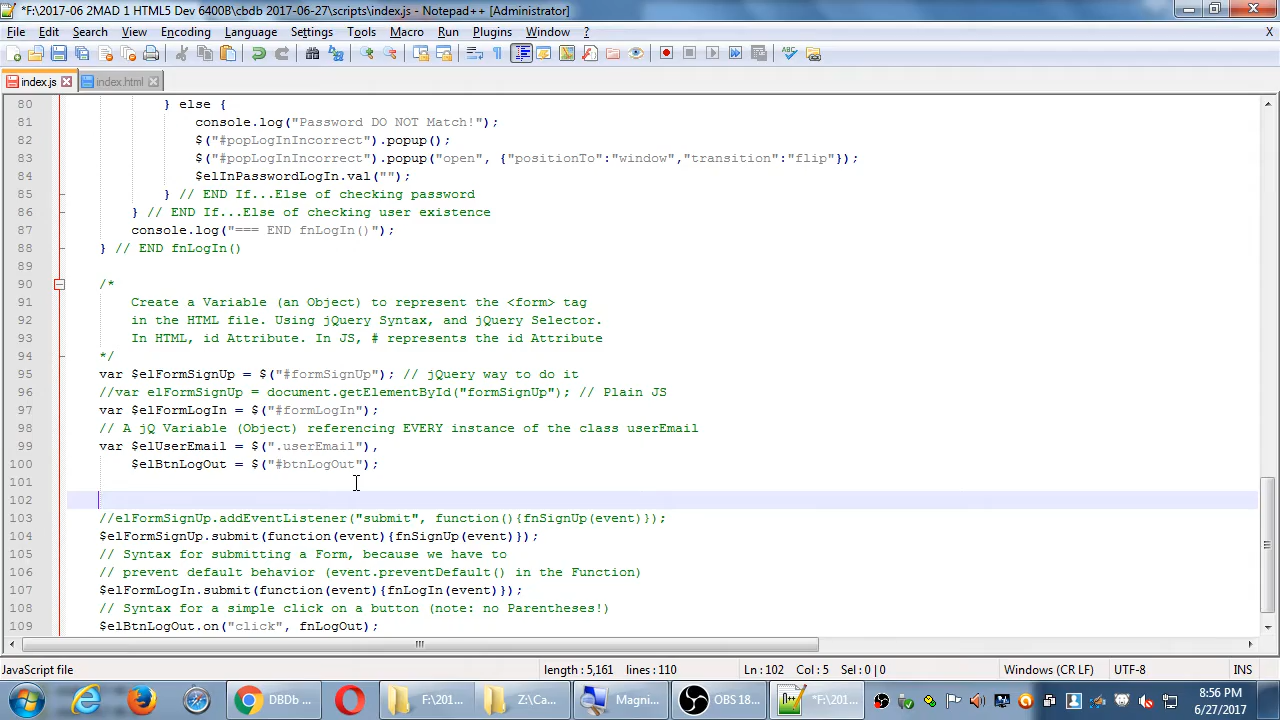 *F:\2017-06 2MAD 1 HTML5 Dev 6400B\cbdb 2017-06-27\scripts\index.js - Notepad++ [Administrator]
File Edit Search View Encoding Language Settings Tools Macro Run Plugins Window ? X
index.js index.html
80 } else {
81 console.log("Password DO NOT Match!");
82 $("#popLogInIncorrect").popup();
83 $("#popLogInIncorrect").popup("open", {"positionTo":"window","transition":"flip"});
84 $elInPasswordLogIn.val("");
85 } // END If...Else of checking password
86 } // END If...Else of checking user existence
87 console.log("=== END fnLogIn()");
88 } // END fnLogIn()
89
90 /*
91 Create a Variable (an Object) to represent the <form> tag
92 in the HTML file. Using jQuery Syntax, and jQuery Selector.
93 In HTML, id Attribute. In JS, # represents the id Attribute
94 */
95 var $elFormSignUp = $("#formSignUp"); // jQuery way to do it
96 //var elFormSignUp = document.getElementById("formSignUp"); // Plain JS
97 var $elFormLogIn = $("#formLogIn");
98 // A jQ Variable (Object) referencing EVERY instance of the class userEmail
99 var $elUserEmail = $(".userEmail"),
100 $elBtnLogOut = $("#btnLogOut");
101
102
103 //elFormSignUp.addEventListener("submit", function(){fnSignUp(event)});
104 $elFormSignUp.submit(function(event){fnSignUp(event)});
105 // Syntax for submitting a Form, because we have to
106 // prevent default behavior (event.preventDefault() in the Function)
107 $elFormLogIn.submit(function(event){fnLogIn(event)});
108 // Syntax for a simple click on a button (note: no Parentheses!)
109 $elBtnLogOut.on("click", fnLogOut);
JavaScript file length : 5,161 lines : 110 Ln : 102 Col : 5 Sel : 0 | 0 Windows (CR LF) UTF-8 INS
DBDb ... F:\201... Z:\Ca... Magni... OBS 18... *F:\201... 8:56 PM
6/27/2017